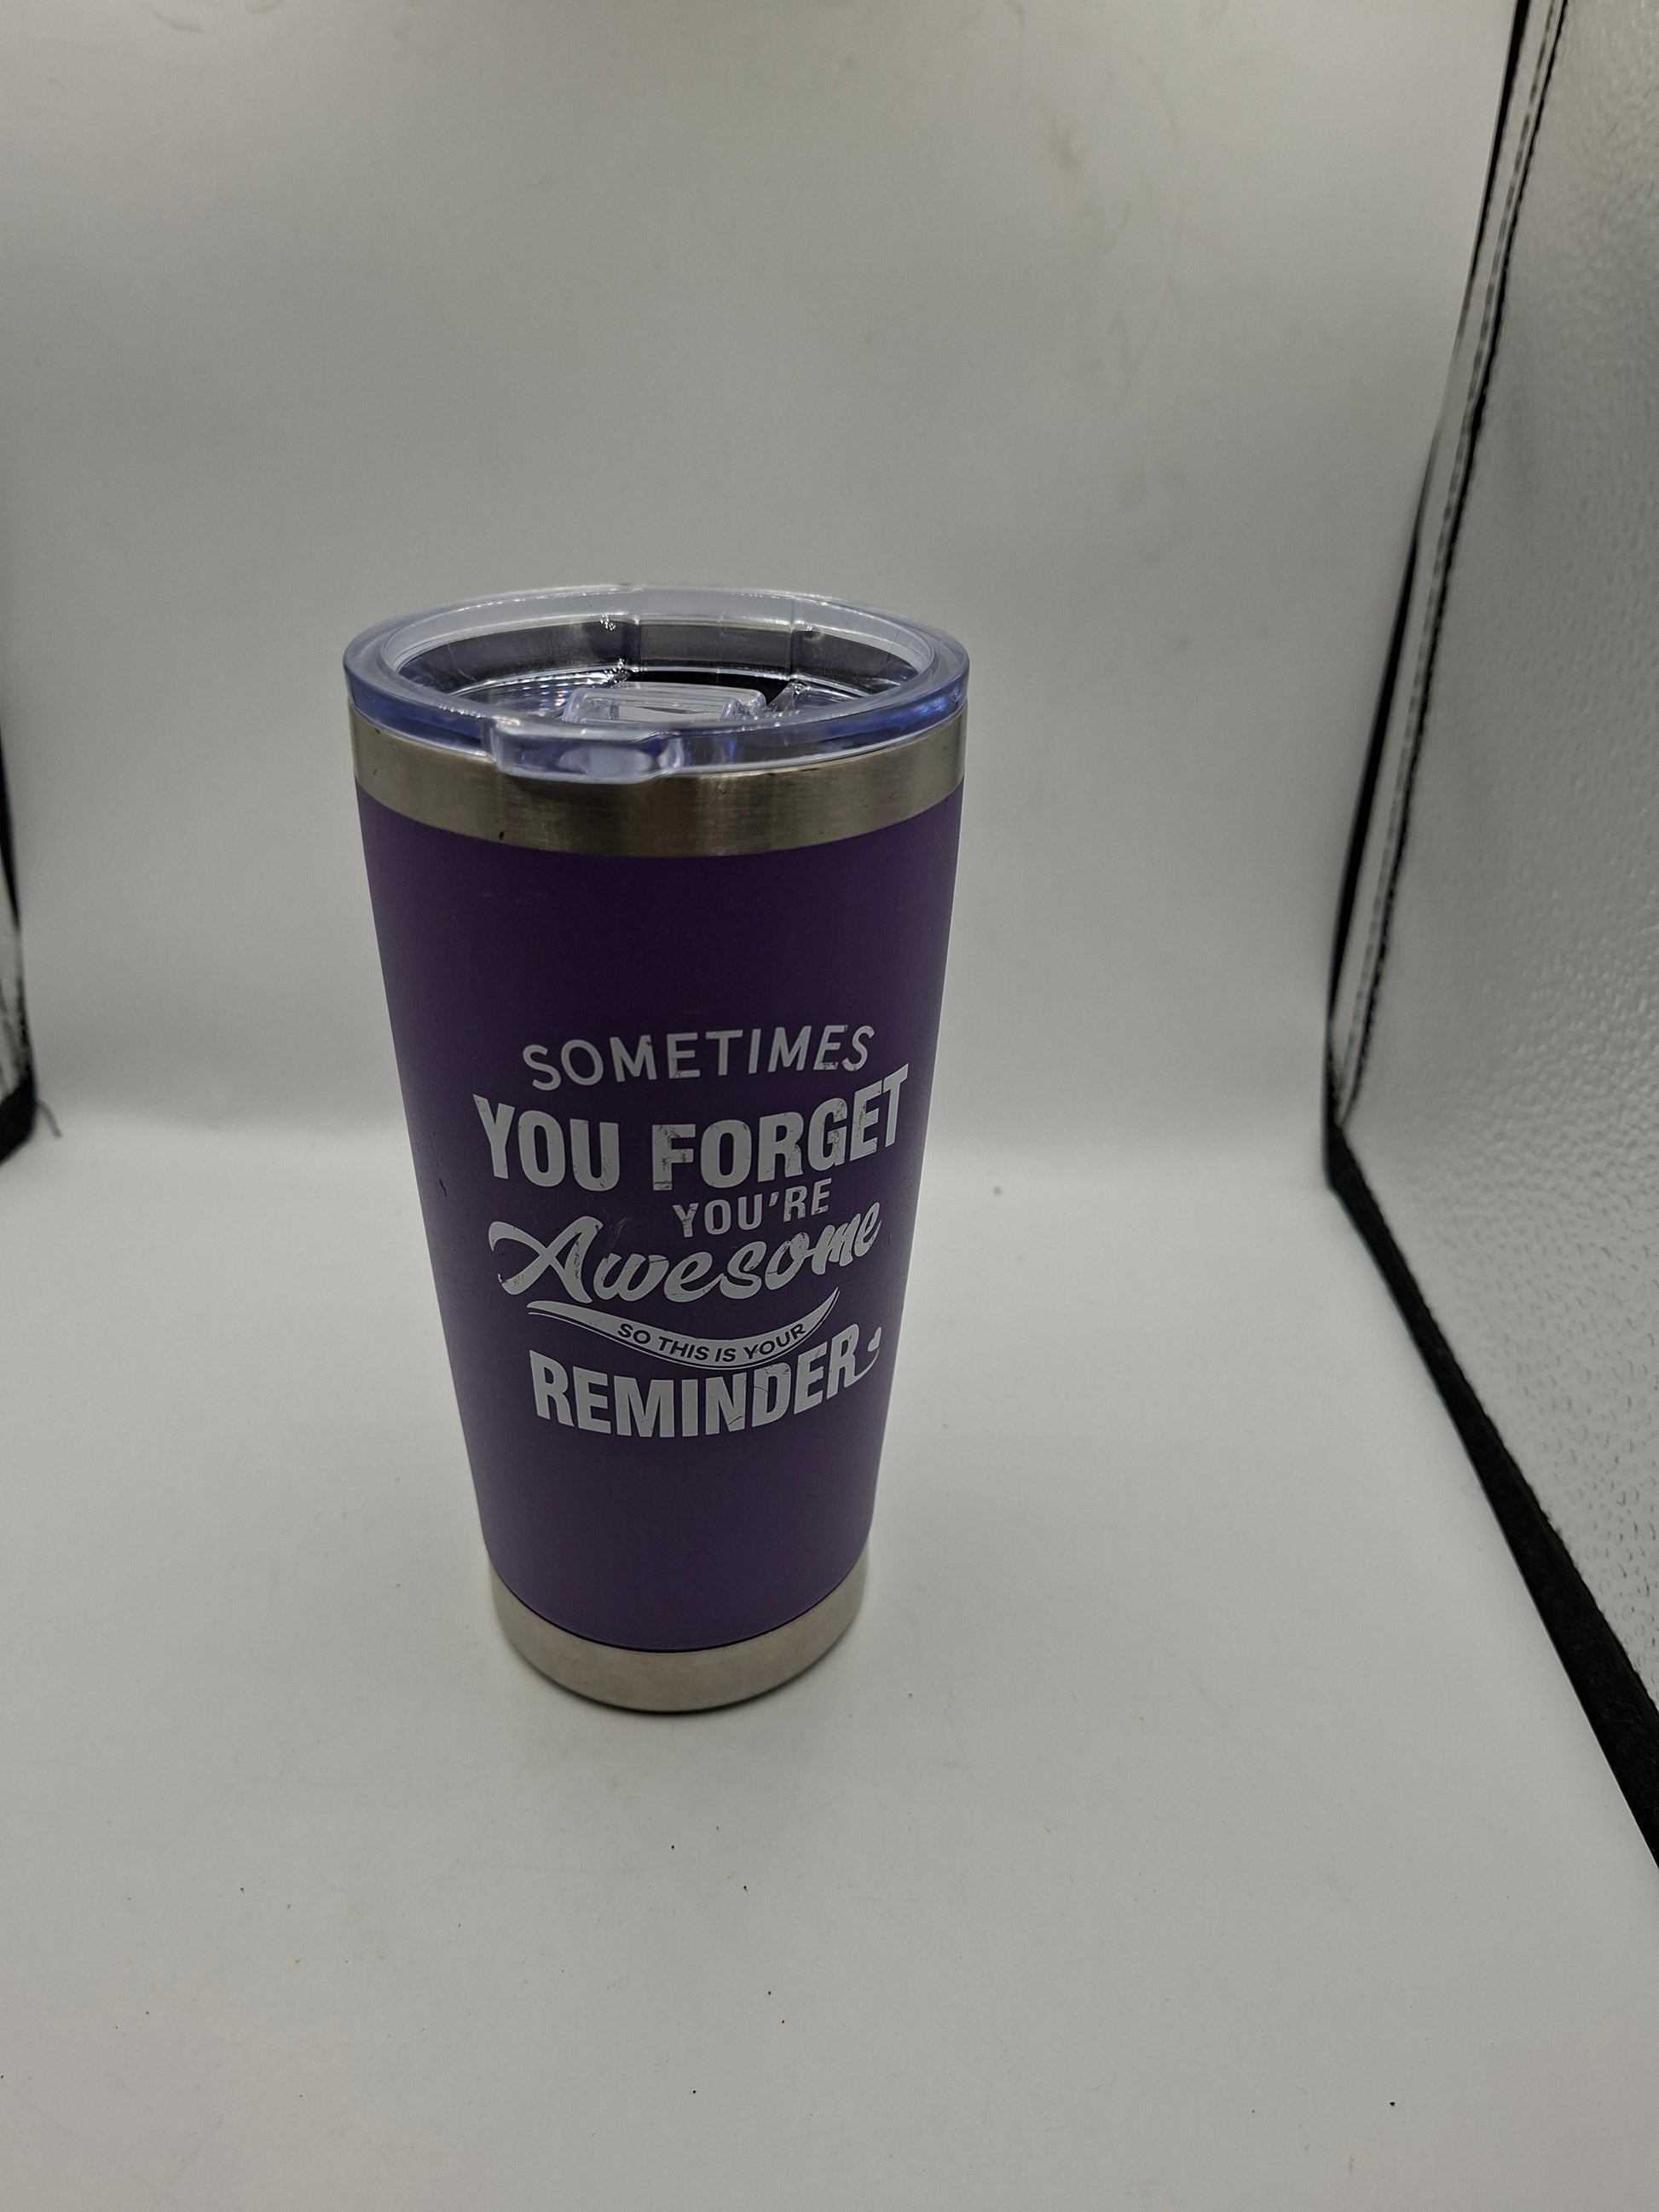 SOMETIMES
YOU FORGET
YOU'RE
Awesome
SO THIS IS YOUR
REMINDER